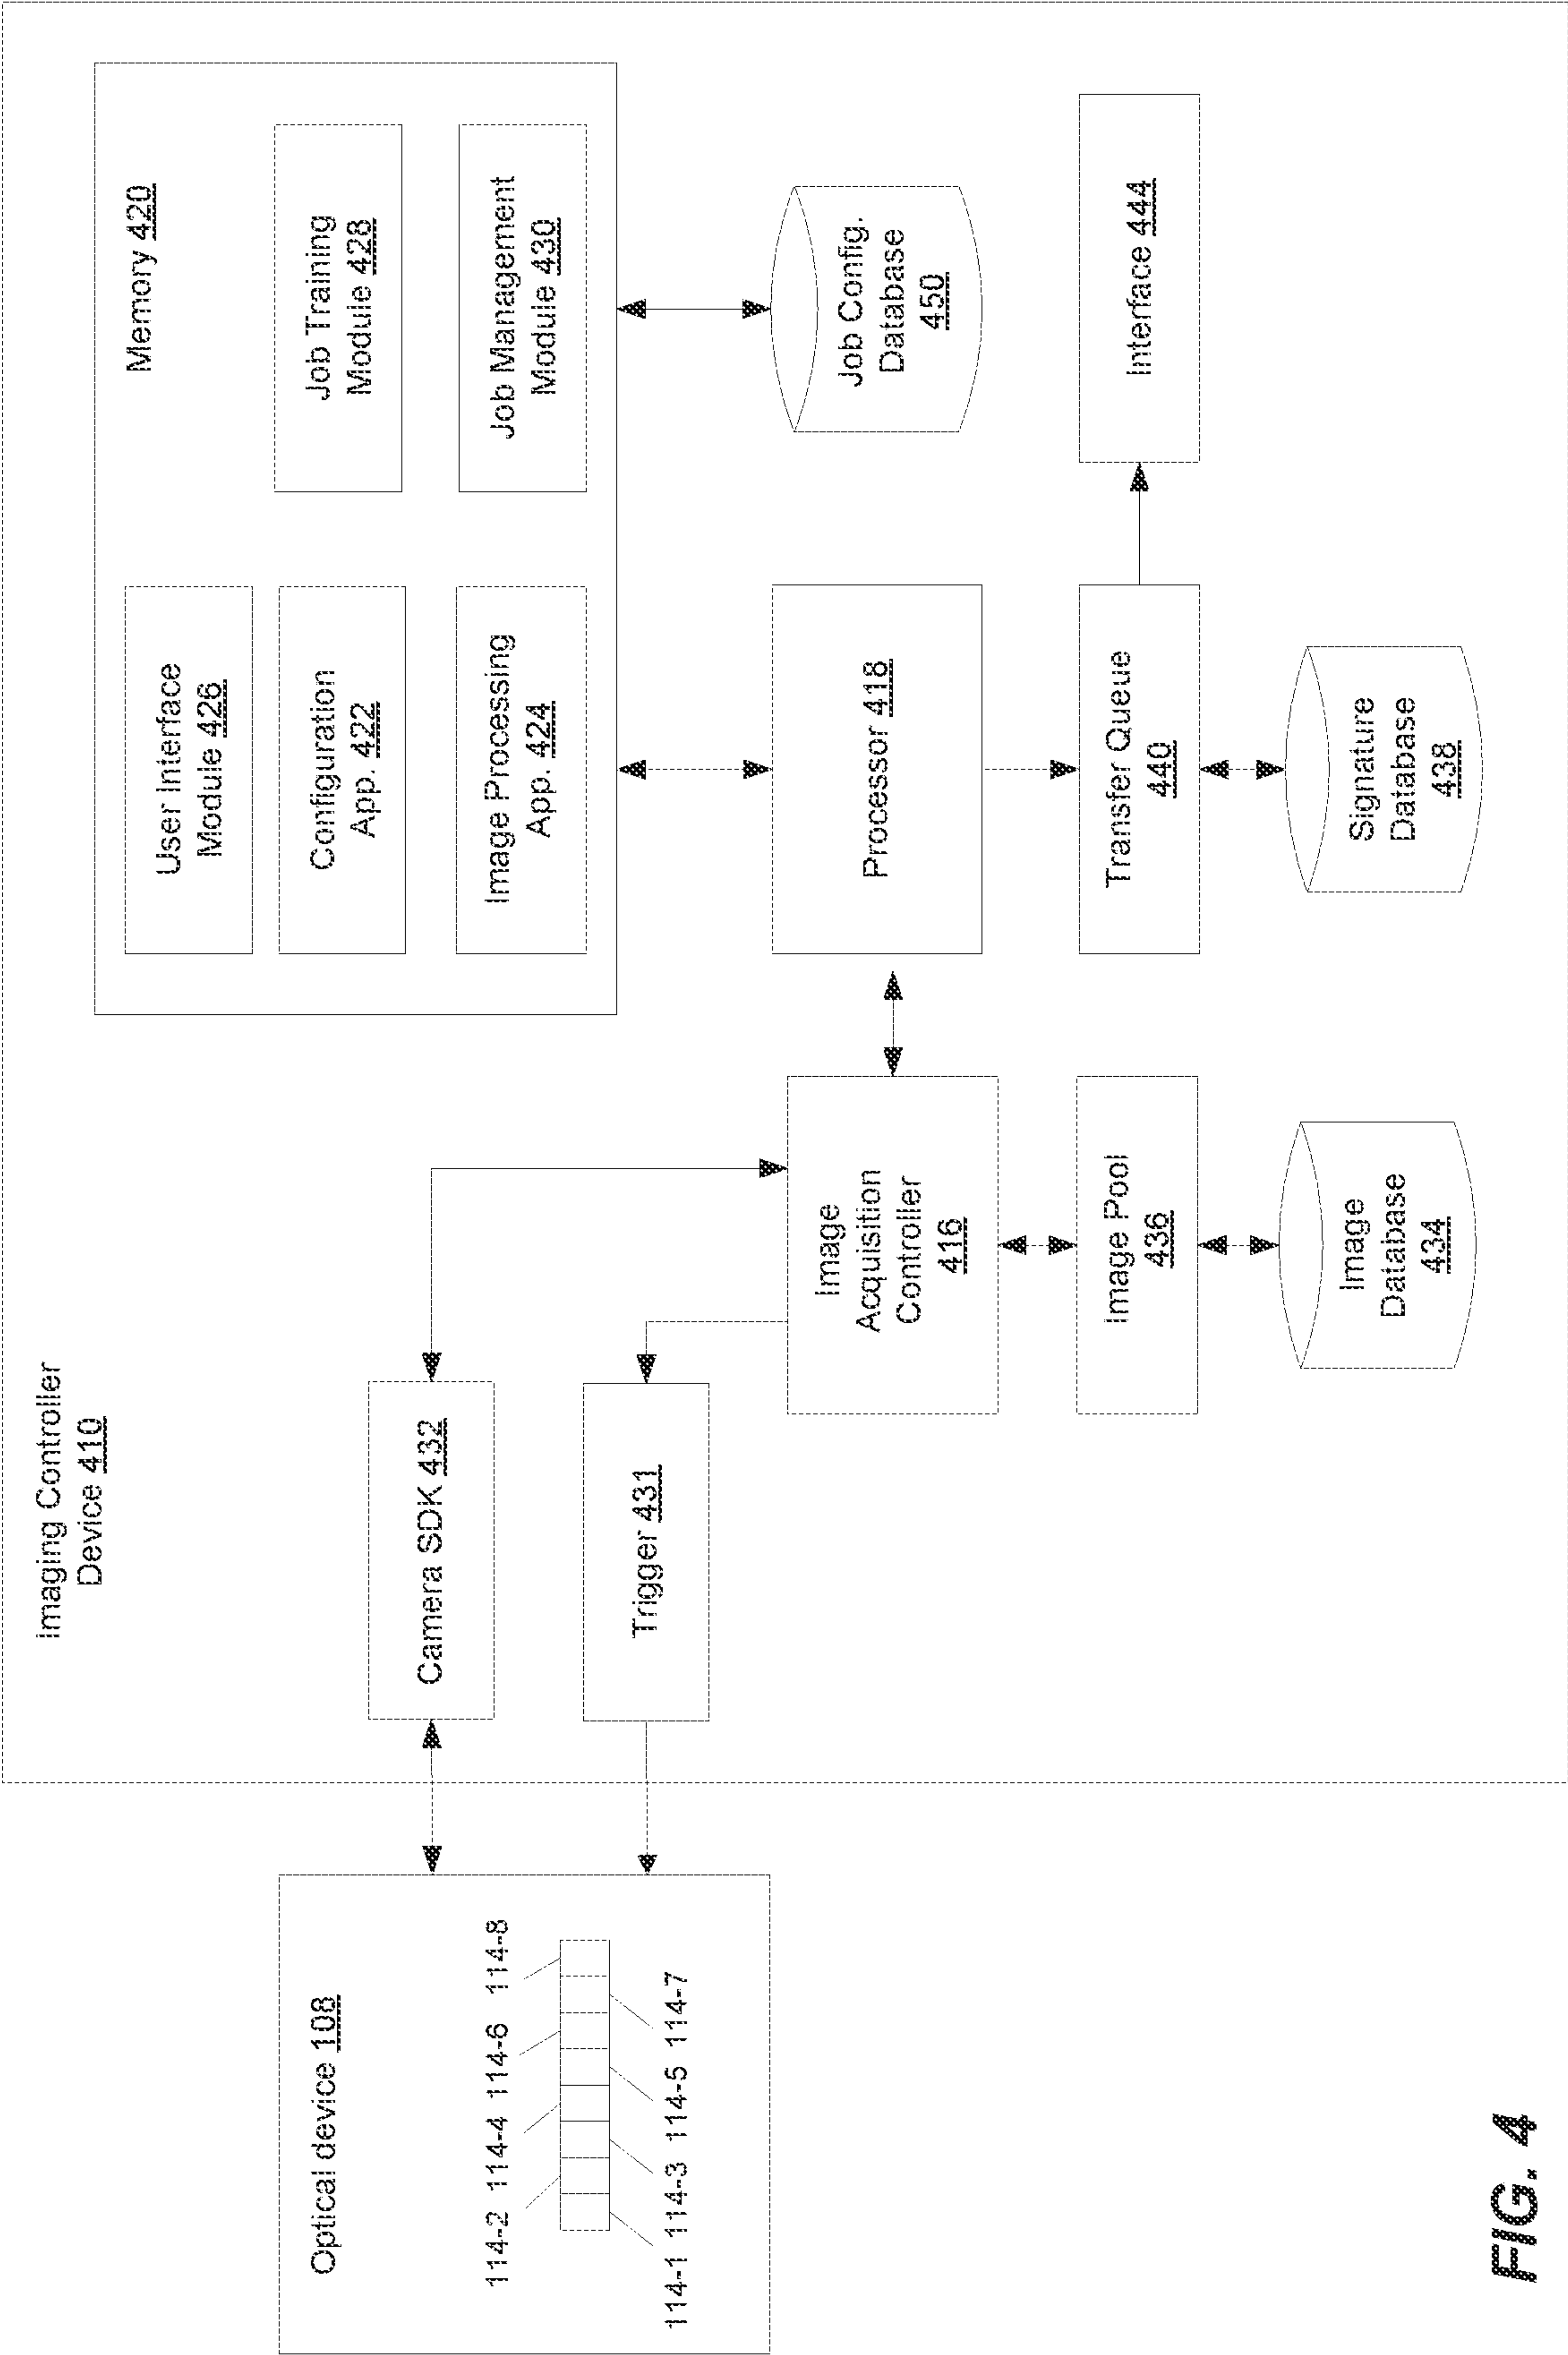 Imaging Controller
Device 410
Memory 420
User Interface
Module 426
Job Training
Module 428
Configuration
App. 422
Image Processing
App. 424
Job Management
Module 430
Optical device 108
114-2 114-4 114-6 114-8
114-1 114-3 114-5 114-7
Camera SDK 432
Trigger 431
Image
Acquisition
Controller
416
Processor 418
Job Config.
Database
450
Image Pool
436
Transfer Queue
440
Interface 444
Image
Database
434
Signature
Database
438
FIG. 4